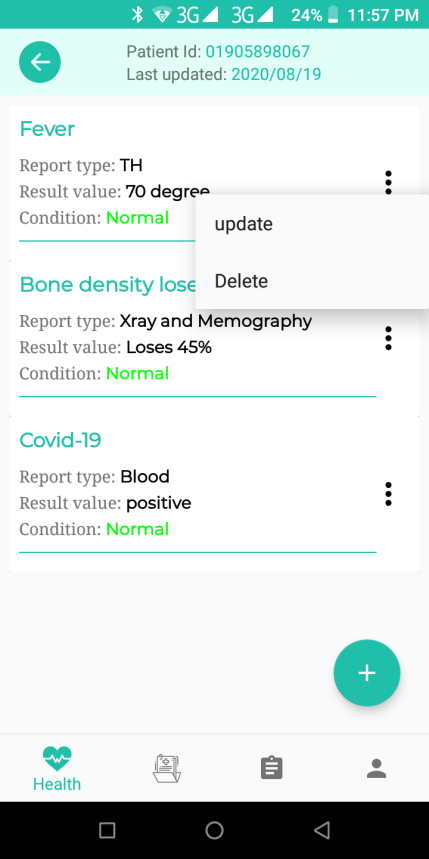 3G 3G 24% 11:57 PM
Patient Id: 01905898067
Last updated: 2020/08/19
Fever
Report type: TH
Result value: 70 degree
Condition: Normal
update
Delete
Bone density lose
Report type: Xray and Memography
Result value: Loses 45%
Condition: Normal
Covid-19
Report type: Blood
Result value: positive
Condition: Normal
Health